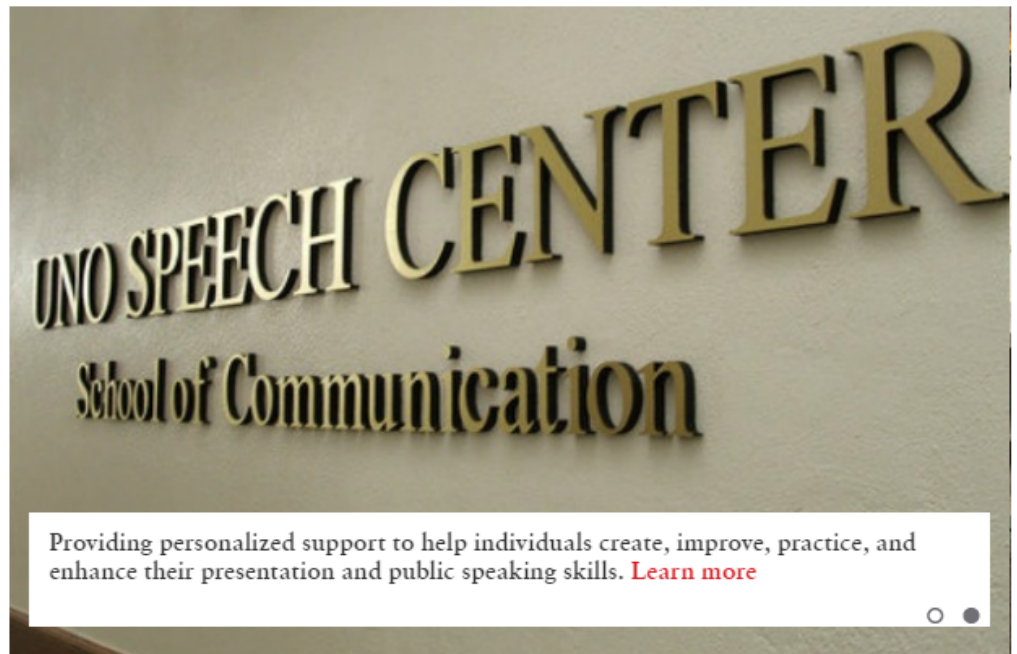 UNO SPEECH CENTER
School of Communication
Providing personalized support to help individuals create, improve, practice, and
enhance their presentation and public speaking skills. Learn more